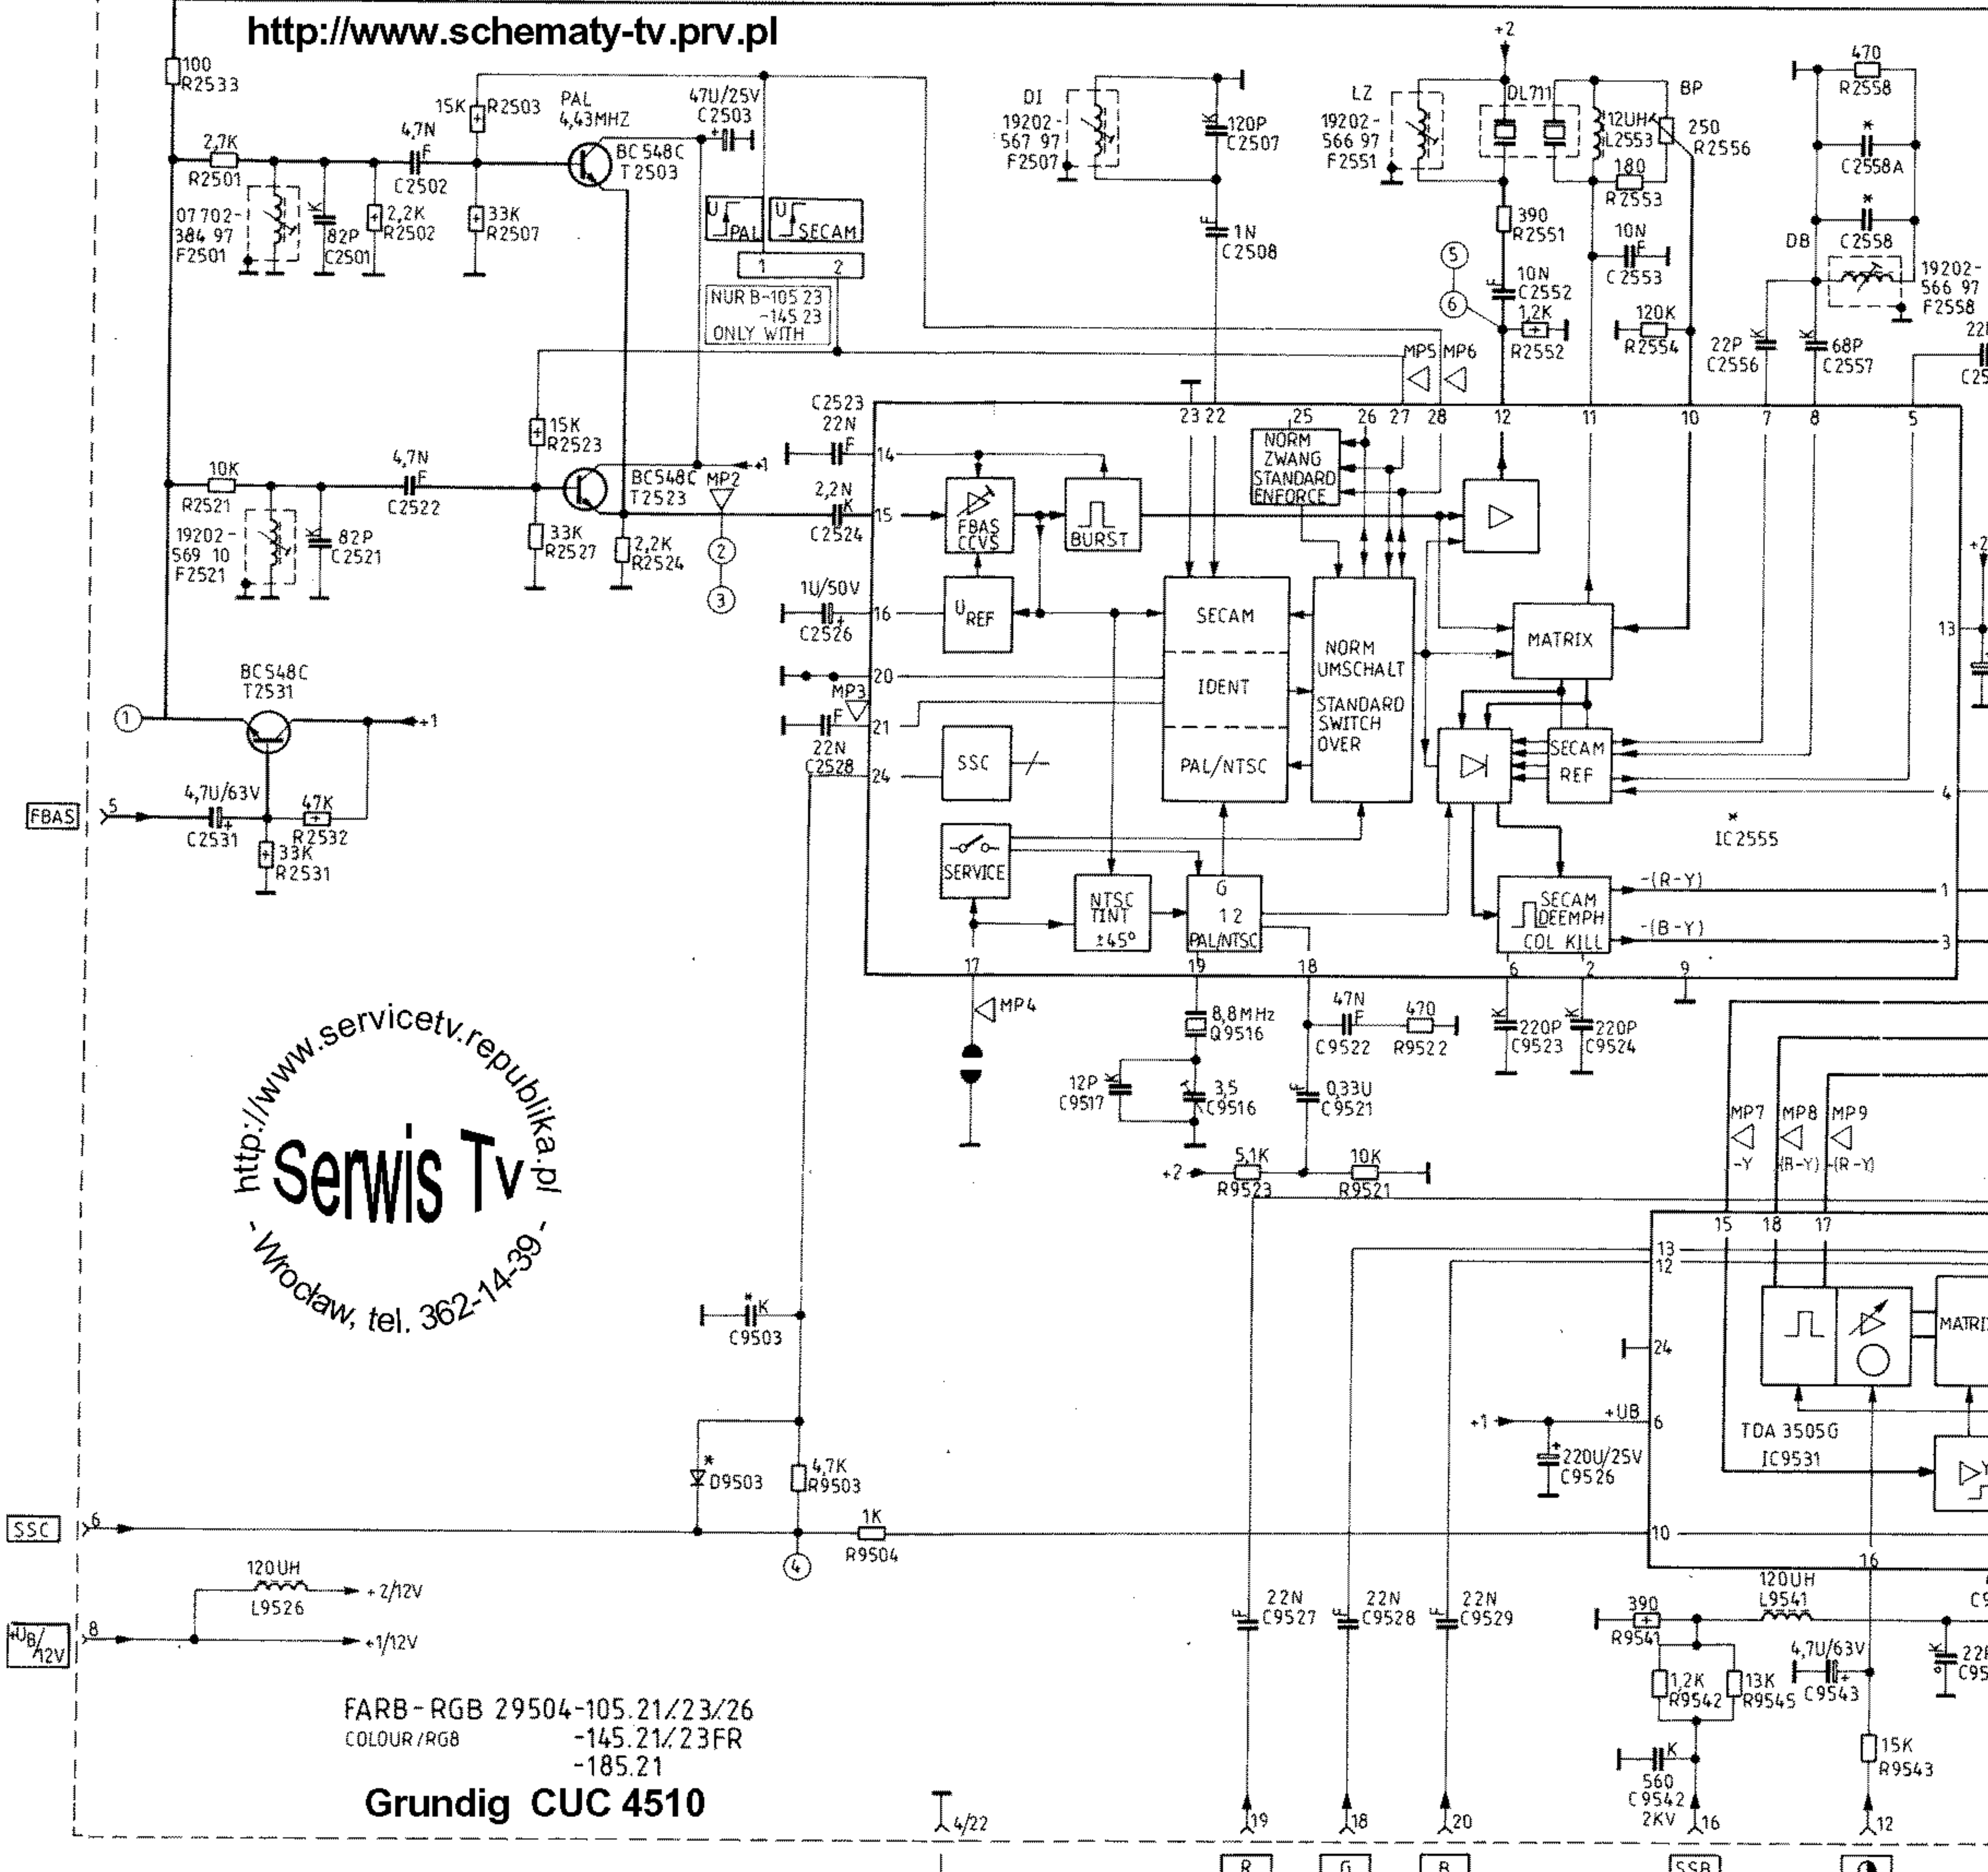 http://www.schematy-tv.prv.pl
100
R2533
15K R2503
PAL
4,43MHZ
47U/25V
C2503
2,7K
R2501
4,7N
F
C2502
BC548C
T2503
07702-
384 97
F2501
K
82P
C2501
2,2K
R2502
33K
R2507
U
PAL
U
SECAM
1 2
NUR B-105 23
-145 23
ONLY WITH
DI
19202-
567 97
F2507
K
120P
C2507
F
1N
C2508
+2
LZ
19202-
566 97
F2551
DL711
12UH
L2553
BP
250
R2556
180
R2553
390
R2551
10N
F
C2553
5
6
F
10N
C2552
1,2K
R2552
120K
R2554
470
R2558
*
C2558A
*
C2558
DB
19202-
566 97
F2558
K
22P
C2556
K
68P
C2557
MP5 MP6
15K
R2523
C2523
22N
F
10K
R2521
4,7N
F
C2522
BC548C
T2523
MP2
+1
2,2N
K
C2524
19202-
569 10
F2521
K
82P
C2521
33K
R2527
2,2K
R2524
2
3
1U/50V
+
C2526
MP3
F
22N
C2528
23 22 25 26 27 28 12 11 10 7 8 5
14
15
16
20
21
24
NORM
ZWANG
STANDARD
ENFORCE
FBAS
CCVS
BURST
U REF
SECAM
IDENT
PAL/NTSC
NORM
UMSCHALT
STANDARD
SWITCH
OVER
MATRIX
SECAM
REF
SSC
SERVICE
NTSC
TINT
±45°
G
1 2
PAL/NTSC
SECAM
DEEMPH
COL KILL
-(R-Y)
-(B-Y)
*
IC2555
+2
13
4
1
3
17 19 18 6 2 9
BC548C
T2531
1
+1
FBAS
5
4,7U/63V
+
C2531
47K
R2532
33K
R2531
MP4
8,8MHz
Q9516
12P
K
C9517
3,5
C9516
47N
F
C9522
470
R9522
F
0,33U
C9521
+2
5,1K
R9523
10K
R9521
K
220P
C9523
K
220P
C9524
MP7
-Y
MP8
(B-Y)
MP9
-(R-Y)
http://www.servicetv.republika.pl
Serwis Tv
- Wrocław, tel. 362-14-39 -
*
K
C9503
*
D9503
4,7K
R9503
SSC
6
1K
R9504
4
120UH
L9526
+2/12V
+1/12V
+UB/12V
8
15 18 17
13
12
24
+UB
6
10
16
+1
+
220U/25V
C9526
TDA 3505G
IC9531
F
22N
C9527
F
22N
C9528
F
22N
C9529
390
R9541
120UH
L9541
1,2K
R9542
13K
R9545
4,7U/63V
+
C9543
K
560
C9542
2KV
15K
R9543
FARB-RGB 29504-105.21/23/26
COLOUR/RGB -145.21/23FR
-185.21
Grundig CUC 4510
4/22
19
18
20
16
12
R
G
B
SSB